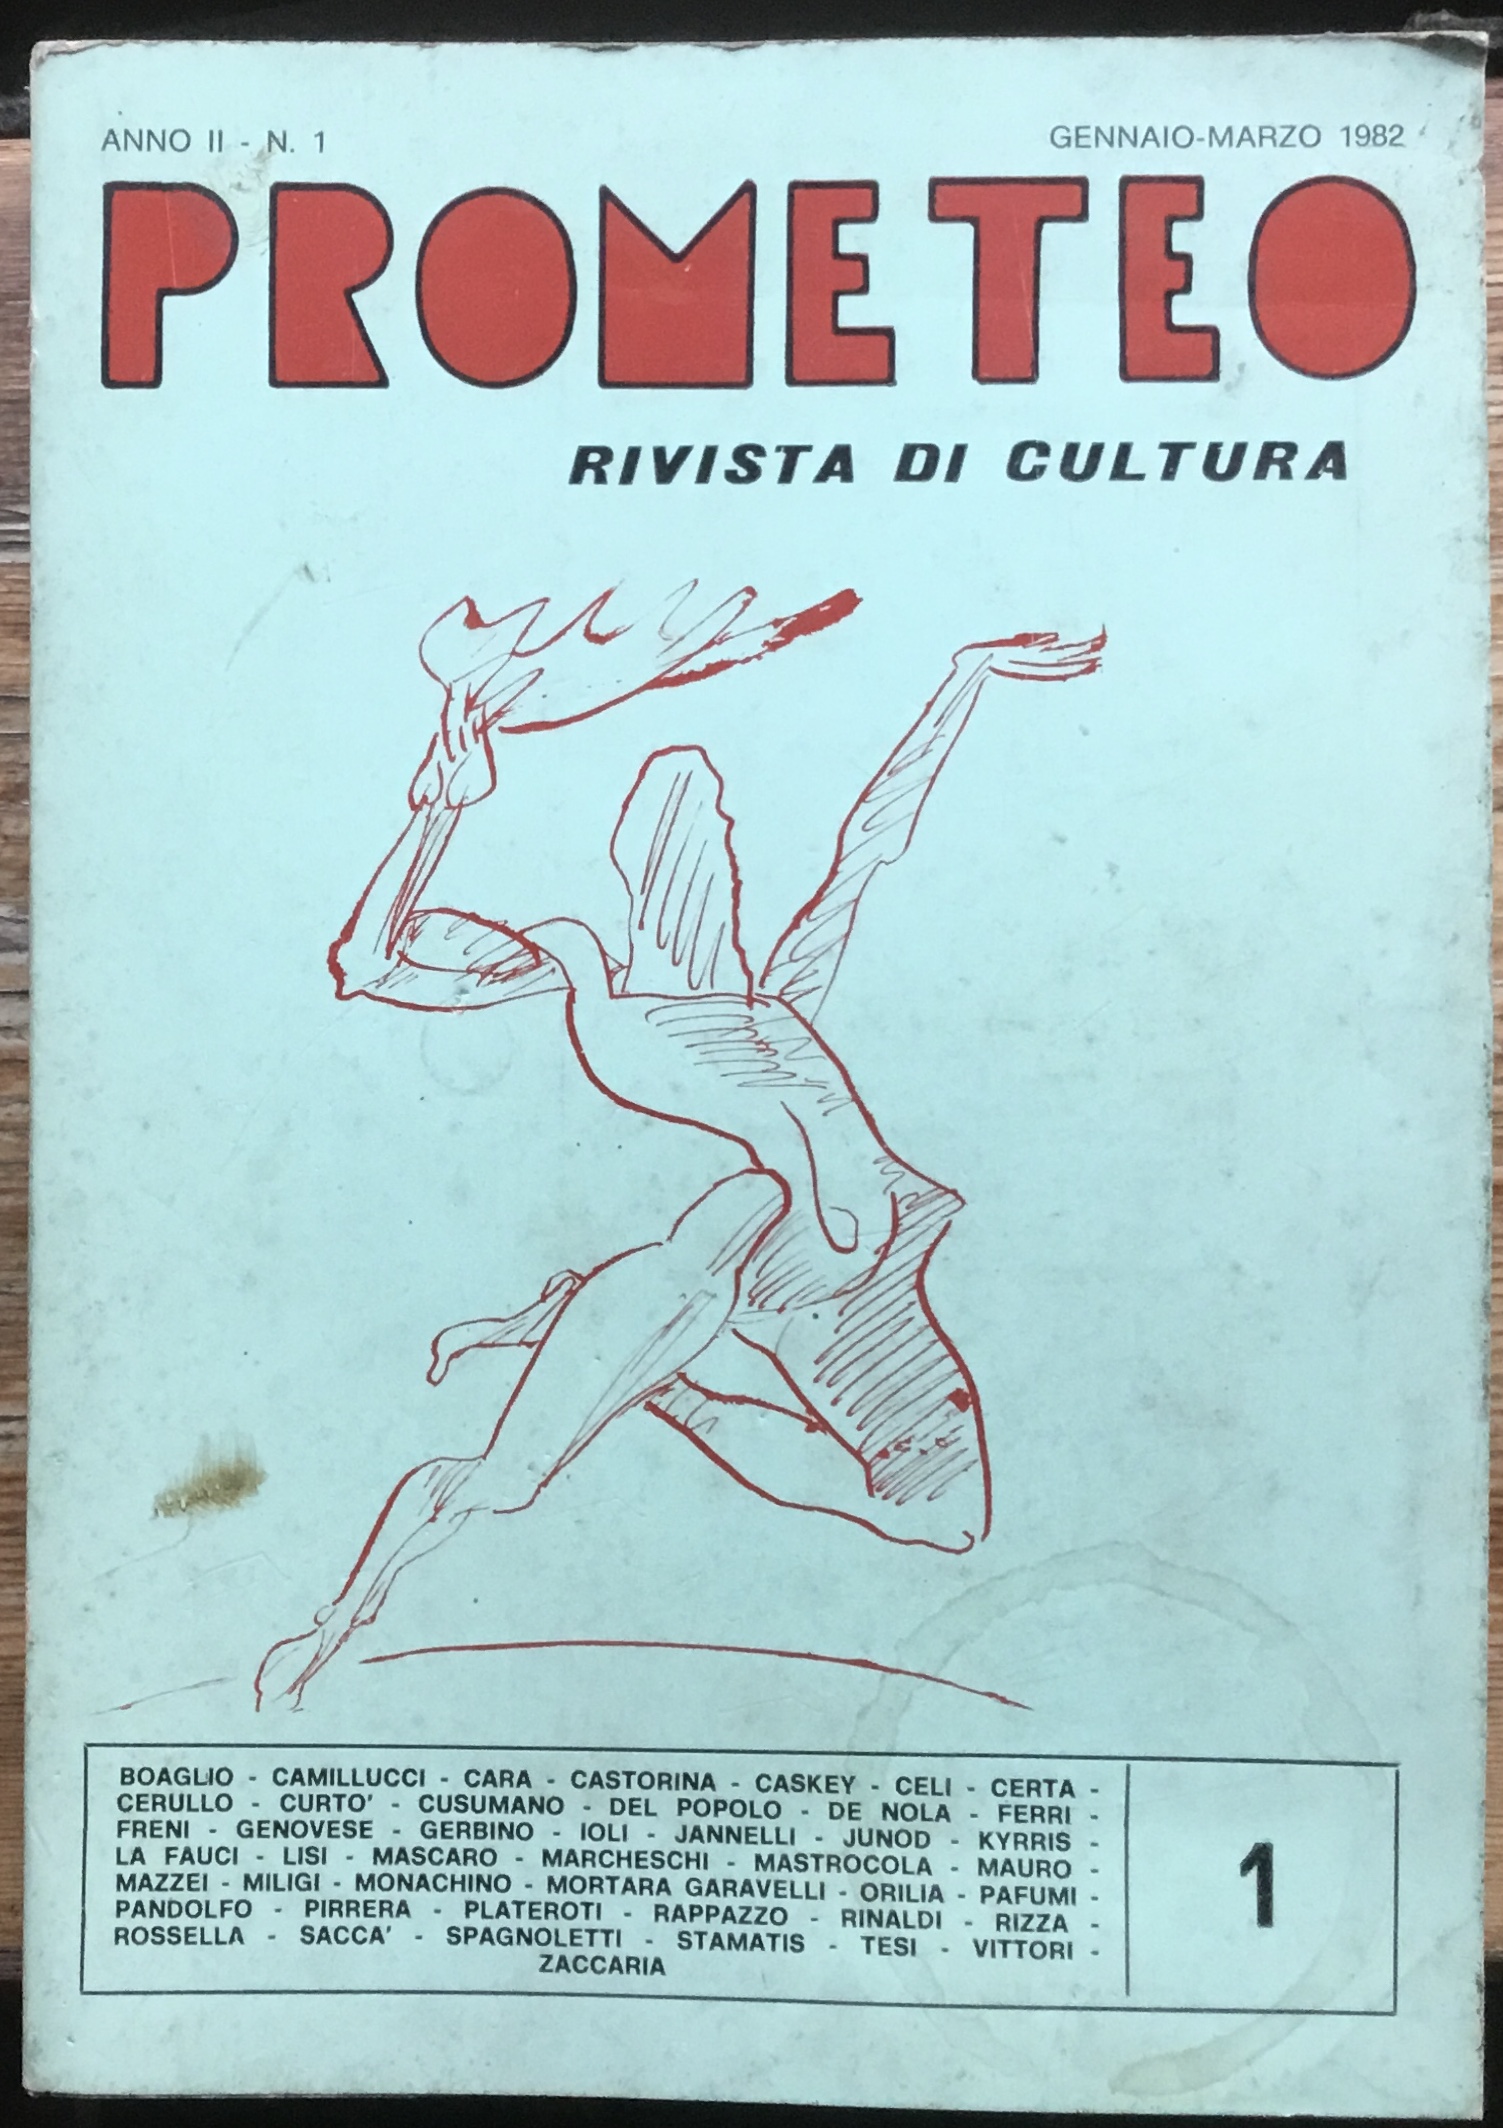 ANNO II - N. 1 GENNAIO-MARZO 1982
PROMETEO
RIVISTA DI CULTURA
BOAGLIO - CAMILLUCCI - CARA - CASTORINA - CASKEY - CELI - CERTA -
CERULLO - CURTO' - CUSUMANO - DEL POPOLO - DE NOLA - FERRI -
FRENI - GENOVESE - GERBINO - IOLI - JANNELLI - JUNOD - KYRRIS -
LA FAUCI - LISI - MASCARO - MARCHESCHI - MASTROCOLA - MAURO -
MAZZEI - MILIGI - MONACHINO - MORTARA GARAVELLI - ORILIA - PAFUMI -
PANDOLFO - PIRRERA - PLATEROTI - RAPPAZZO - RINALDI - RIZZA -
ROSSELLA - SACCA' - SPAGNOLETTI - STAMATIS - TESI - VITTORI -
ZACCARIA
1